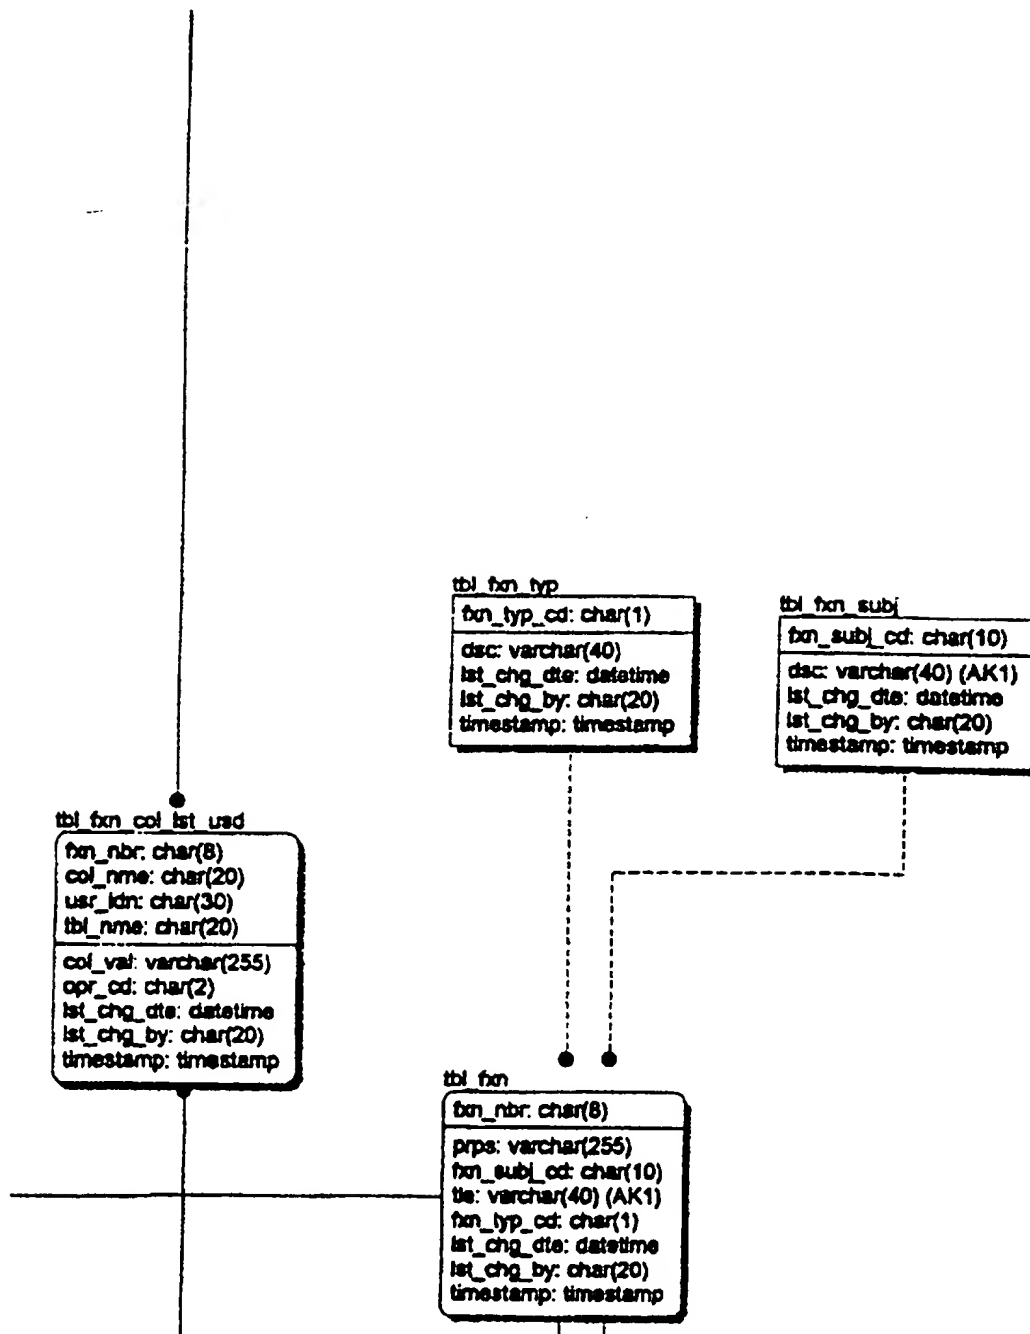 tbl_fxn_typ
fxn_typ_cd: char(1)
dsc: varchar(40)
lst_chg_dte: datetime
lst_chg_by: char(20)
timestamp: timestamp
tbl_fxn_subj
fxn_subj_cd: char(10)
dsc: varchar(40) (AK1)
lst_chg_dte: datetime
lst_chg_by: char(20)
timestamp: timestamp
tbl_fxn_col_lst_usd
fxn_nbr: char(8)
col_nme: char(20)
usr_idn: char(30)
tbl_nme: char(20)
col_val: varchar(255)
opr_cd: char(2)
lst_chg_dte: datetime
lst_chg_by: char(20)
timestamp: timestamp
tbl_fxn
fxn_nbr: char(8)
prps: varchar(255)
fxn_subj_cd: char(10)
tle: varchar(40) (AK1)
fxn_typ_cd: char(1)
lst_chg_dte: datetime
lst_chg_by: char(20)
timestamp: timestamp